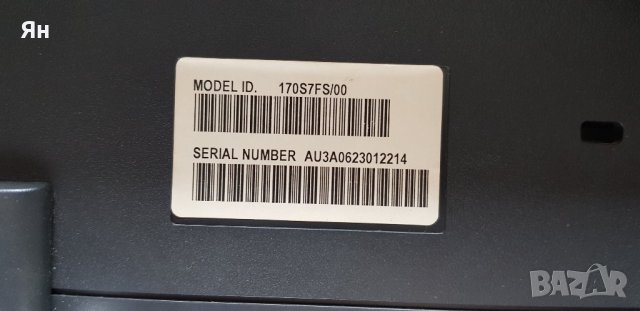 Ян
MODEL ID. 170S7FS/00
SERIAL NUMBER AU3A0623012214
BAZAR